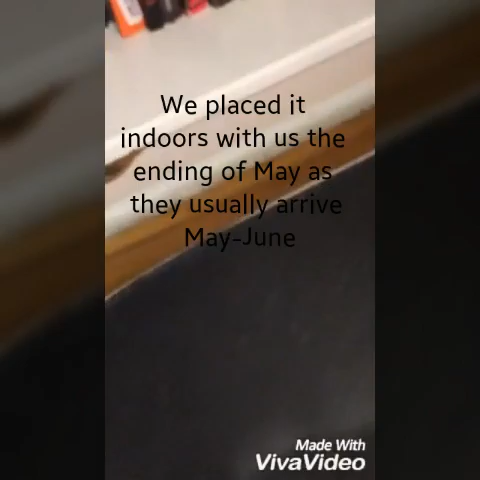 We placed it
indoors with us the
ending of May as
they usually arrive
May-June
Made With
VivaVideo